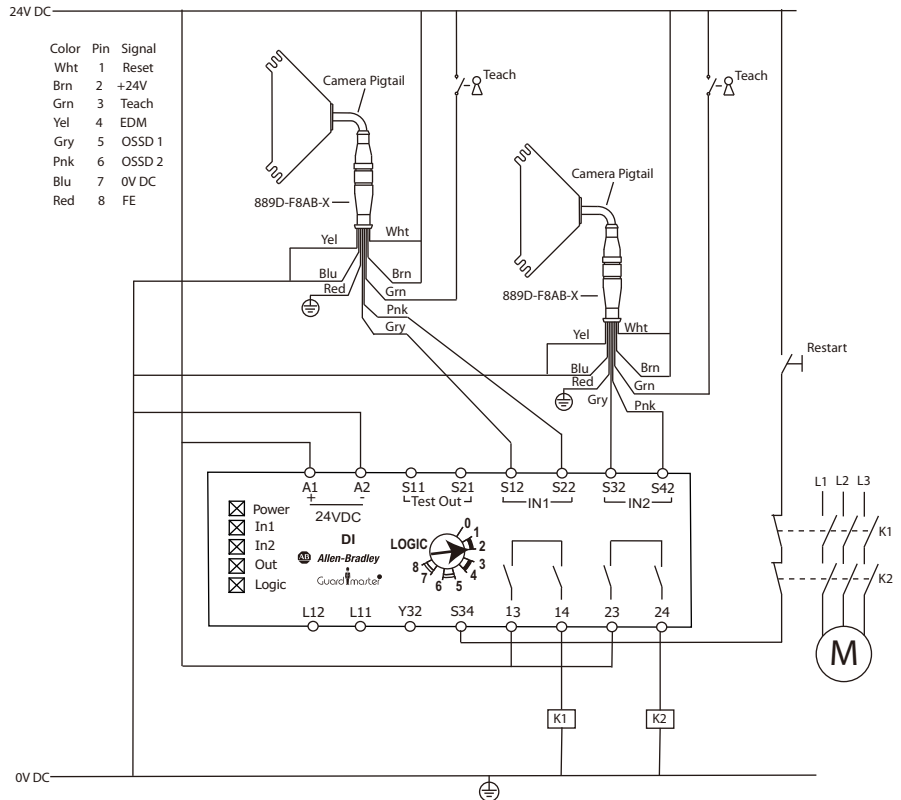 24V DC
Color Pin Signal
Wht 1 Reset
Brn 2 +24V
Grn 3 Teach
Yel 4 EDM
Gry 5 OSSD 1
Pnk 6 OSSD 2
Blu 7 0V DC
Red 8 FE
Camera Pigtail
Teach
889D-F8AB-X
Yel
Wht
Blu
Brn
Red
Grn
Pnk
Gry
Teach
Camera Pigtail
889D-F8AB-X
Yel
Wht
Blu
Brn
Red
Grn
Gry
Pnk
Restart
A1 A2 S11 S21 S12 S22 S32 S42
+ - Test Out IN1 IN2
24VDC
Power
In1
In2
Out
Logic
DI
AB Allen-Bradley
Guardmaster
LOGIC
0
1
2
3
4
5
6
7
8
L12 L11 Y32 S34 13 14 23 24
L1 L2 L3
K1
K2
M
K1
K2
0V DC